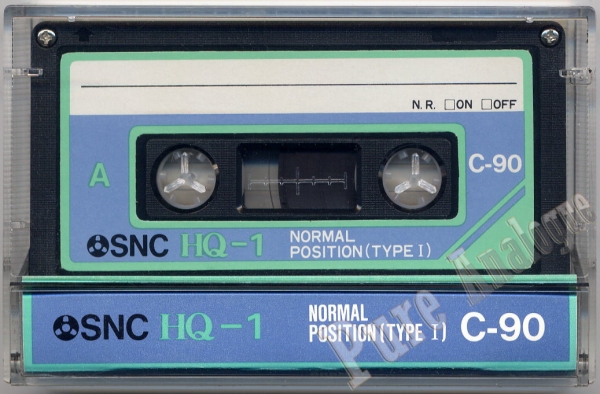 N.R. □ON □OFF
A
C-90
SNC HQ-1 NORMAL
POSITION(TYPE I)
SNC HQ-1 NORMAL
POSITION(TYPE I) C-90
Pure Analogue